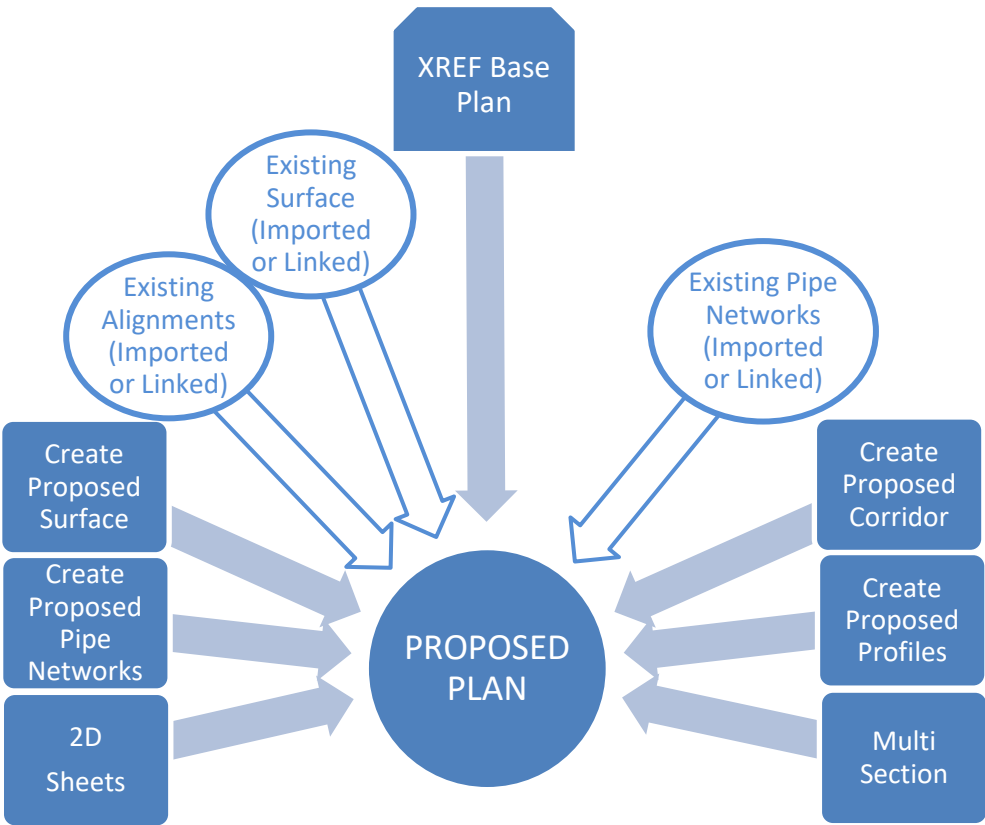 XREF Base
Plan
Existing
Surface
(Imported
or Linked)
Existing
Alignments
(Imported
or Linked)
Existing Pipe
Networks
(Imported
or Linked)
Create
Proposed
Surface
Create
Proposed
Pipe
Networks
2D
Sheets
PROPOSED
PLAN
Create
Proposed
Corridor
Create
Proposed
Profiles
Multi
Section